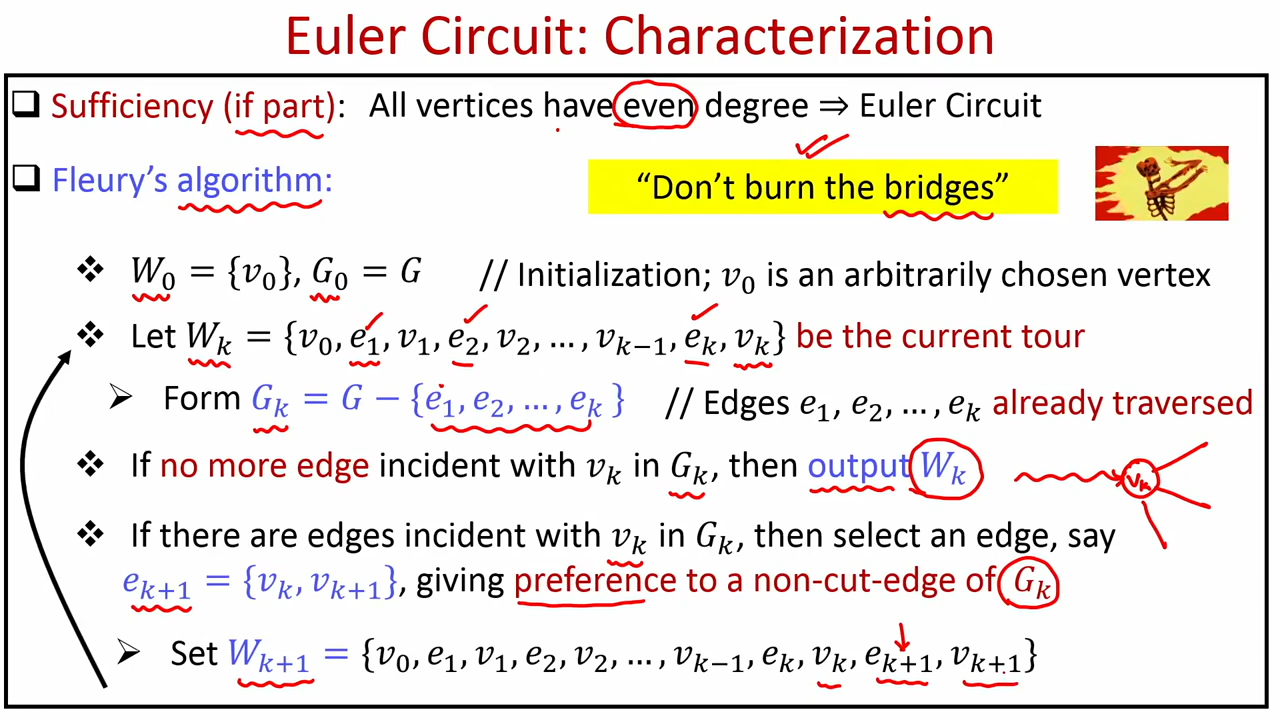 Euler Circuit: Characterization
❑ Sufficiency (if part): All vertices have even degree ⇒ Euler Circuit
❑ Fleury's algorithm: "Don't burn the bridges"
❖ W₀ = {v₀}, G₀ = G // Initialization; v₀ is an arbitrarily chosen vertex
❖ Let Wₖ = {v₀, e₁, v₁, e₂, v₂, …, vₖ₋₁, eₖ, vₖ} be the current tour
➢ Form Gₖ = G − {e₁, e₂, …, eₖ} // Edges e₁, e₂, …, eₖ already traversed
❖ If no more edge incident with vₖ in Gₖ, then output Wₖ vₖ
❖ If there are edges incident with vₖ in Gₖ, then select an edge, say
eₖ₊₁ = {vₖ, vₖ₊₁}, giving preference to a non-cut-edge of Gₖ
➢ Set Wₖ₊₁ = {v₀, e₁, v₁, e₂, v₂, …, vₖ₋₁, eₖ, vₖ, eₖ₊₁, vₖ₊₁}